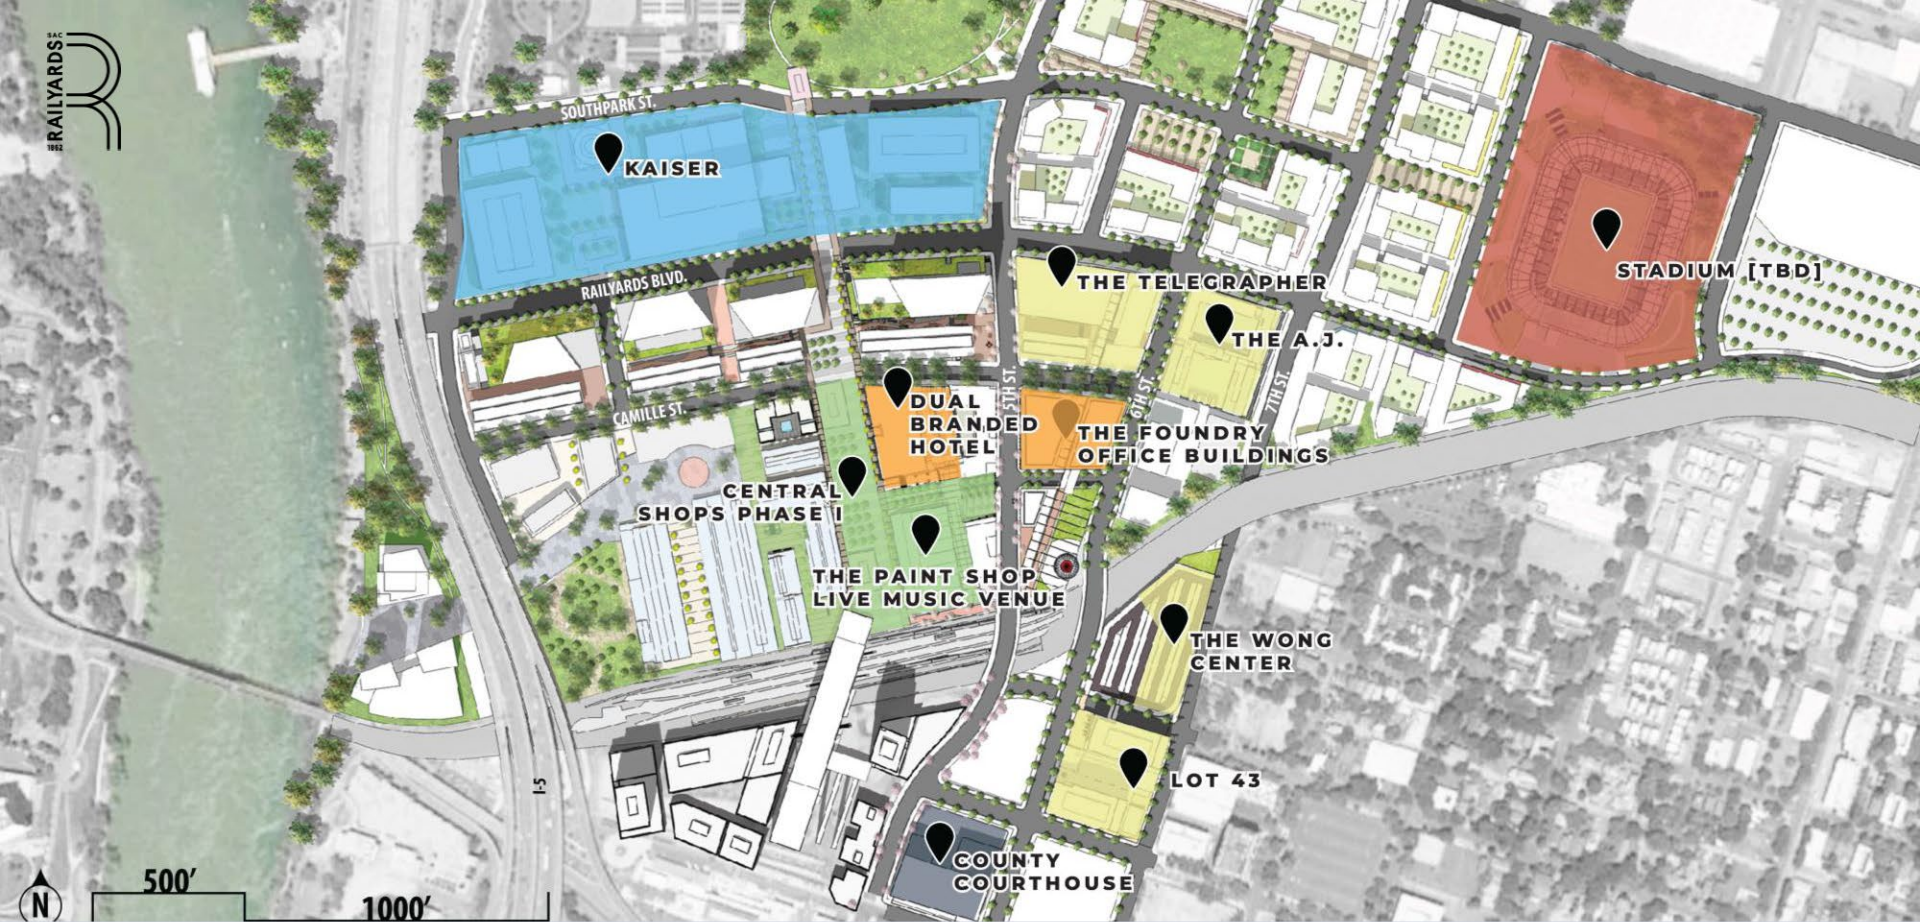 SAC
RAILYARDS
1862
SOUTHPARK ST.
KAISER
RAILYARDS BLVD.
THE TELEGRAPHER
STADIUM [TBD]
THE A.J.
CAMILLE ST.
5TH ST.
6TH ST.
7TH ST.
DUAL
BRANDED
HOTEL
THE FOUNDRY
OFFICE BUILDINGS
CENTRAL
SHOPS PHASE I
THE PAINT SHOP
LIVE MUSIC VENUE
THE WONG
CENTER
I-5
LOT 43
COUNTY
COURTHOUSE
N
500'
1000'